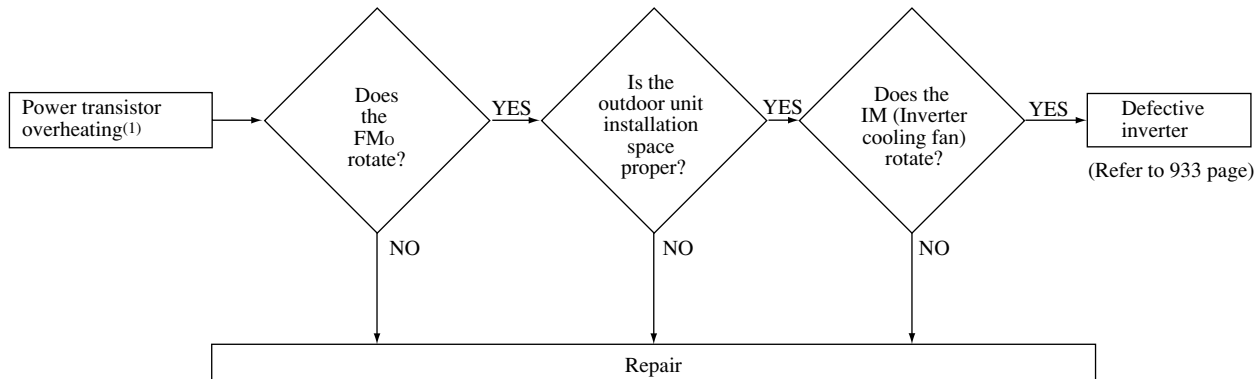 Power transistor
overheating(1)
Does
the
FMo
rotate?
YES
NO
Is the
outdoor unit
installation
space
proper?
YES
NO
Does the
IM (Inverter
cooling fan)
rotate?
YES
NO
Defective
inverter
(Refer to 933 page)
Repair